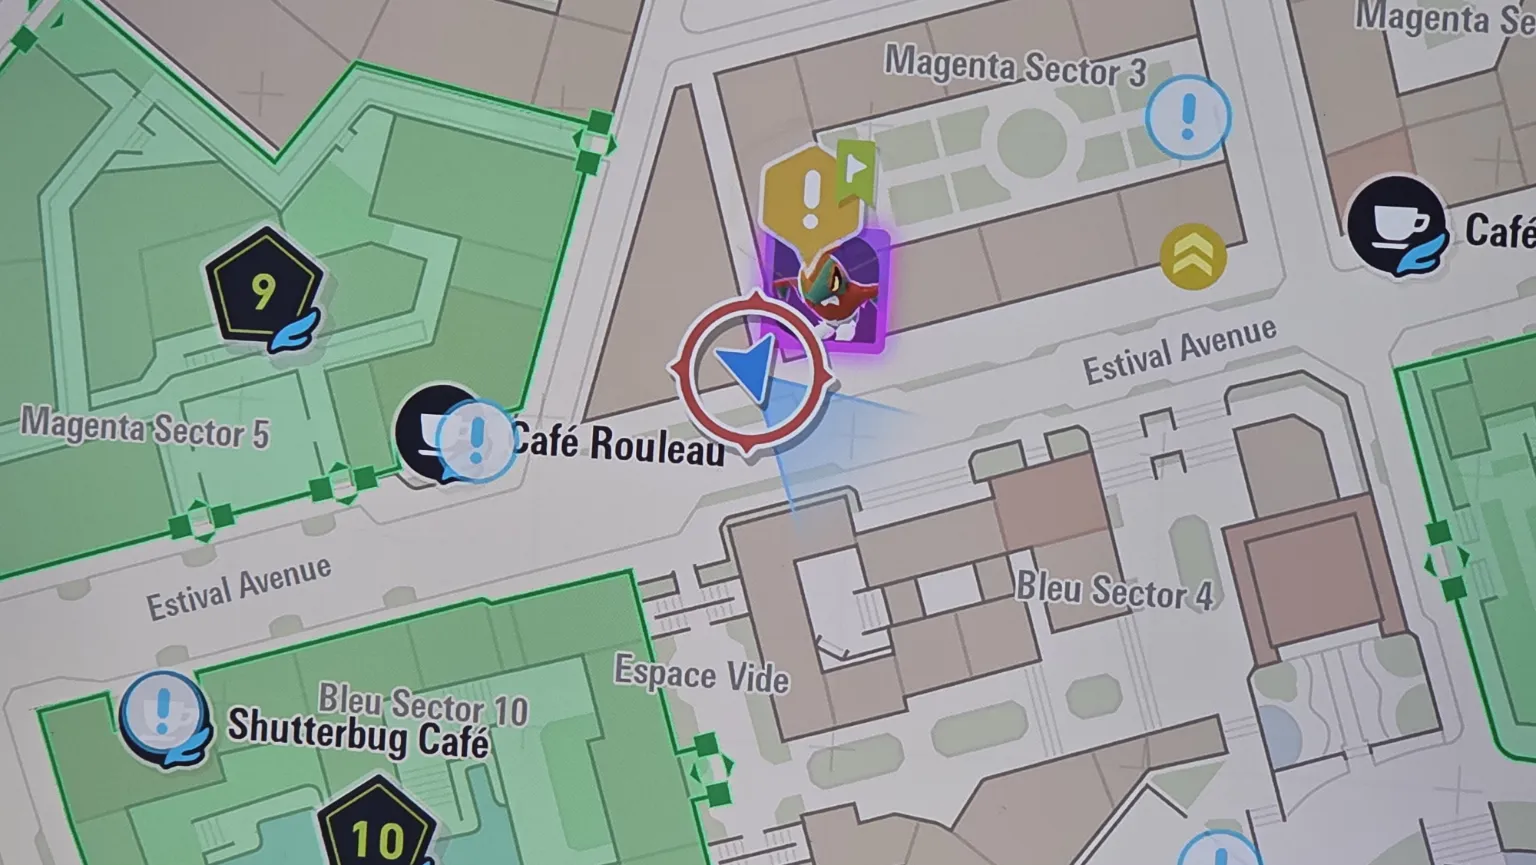 Magenta Sector 3
Magenta Se
Café
9
Estival Avenue
Magenta Sector 5
Café Rouleau
Estival Avenue
Bleu Sector 4
Espace Vide
Bleu Sector 10
Shutterbug Café
10